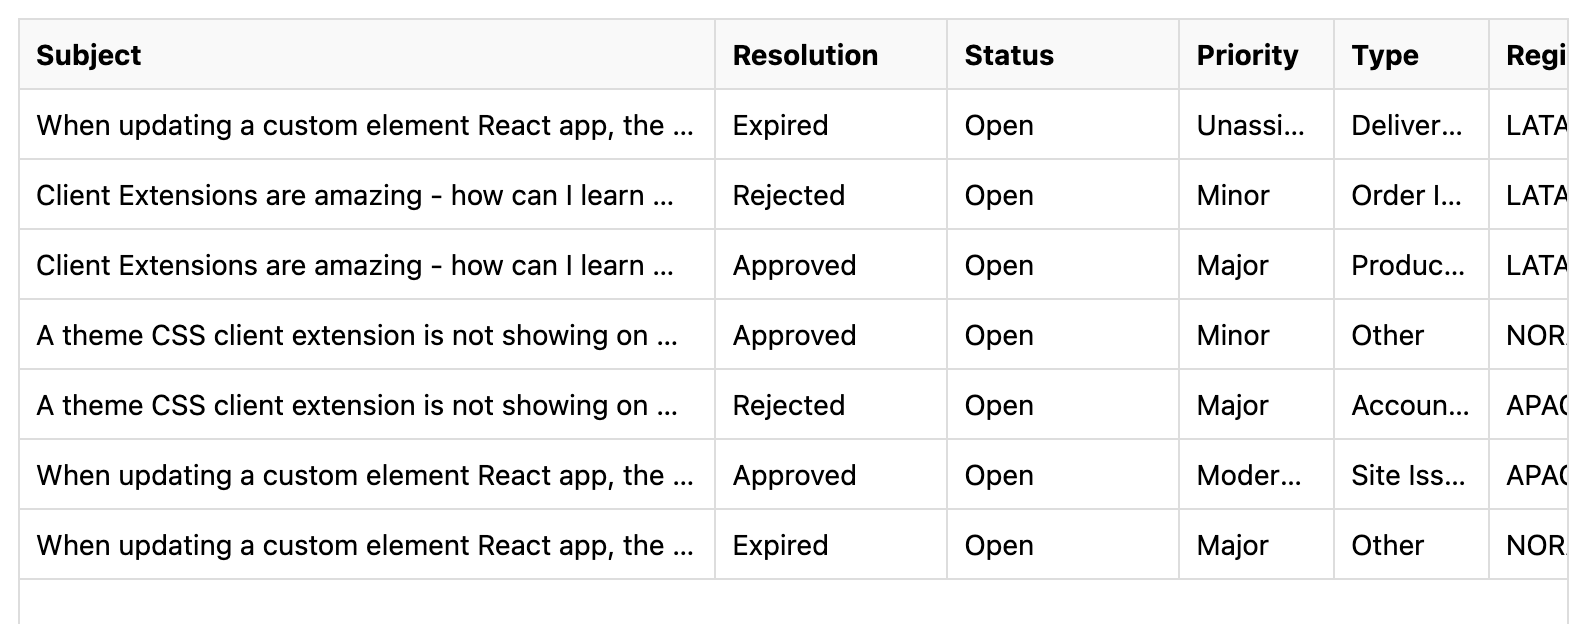 Subject Resolution Status Priority Type Regi
When updating a custom element React app, the ... Expired Open Unassi... Deliver... LATA
Client Extensions are amazing - how can I learn ... Rejected Open Minor Order I... LATA
Client Extensions are amazing - how can I learn ... Approved Open Major Produc... LATA
A theme CSS client extension is not showing on ... Approved Open Minor Other NOR
A theme CSS client extension is not showing on ... Rejected Open Major Accoun... APAC
When updating a custom element React app, the ... Approved Open Moder... Site Iss... APAC
When updating a custom element React app, the ... Expired Open Major Other NOR